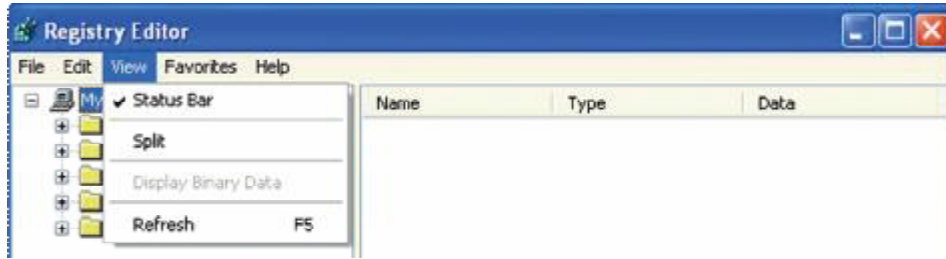 Registry Editor
File Edit View Favorites Help
My
✓ Status Bar
Name Type Data
Split
Display Binary Data
Refresh F5